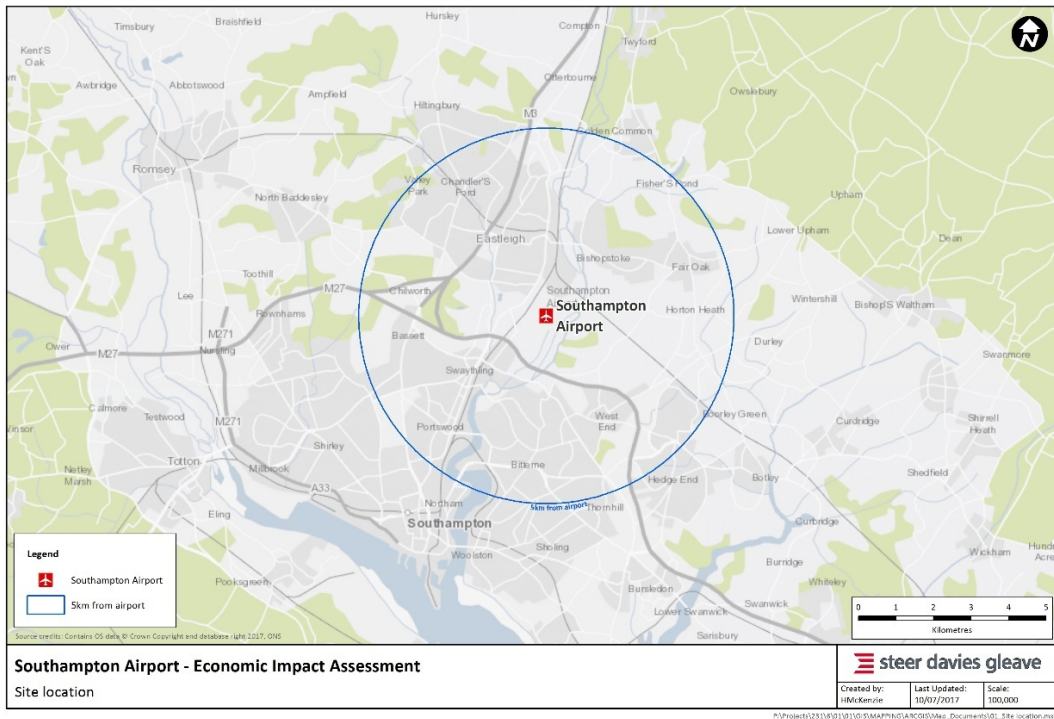 Hursley
Compton
Timsbury
Braishfield
Twyford
Kent'S
Oak
Otterbourne
Awbridge
Abbotswood
Owslebury
Ampfield
Hiltingbury
M3
Colden Common
Romsey
Valley
Park
Chandler'S
Ford
Fisher'S Pond
North Baddesley
Upham
Lower Upham
Dean
Eastleigh
Bishopstoke
Fair Oak
Toothill
M27
Chilworth
Southampton
Southampton
Airport
Lee
Rownhams
Horton Heath
Wintershill
Bishop'S Waltham
M271
Ower
M27
Nursling
Bassett
Durley
Swanmore
Swaythling
Calmore
Testwood
M271
Portswood
West
End
Boorley Green
Curdridge
Shirrell
Heath
Shirley
Netley
Marsh
Totton
Millbrook
Bitterne
Shedfield
A33
Hedge End
Botley
Eling
Northam
5km from airport
Thornhill
Southampton
Curbridge
Sholing
Woolston
Wickham
Burridge
Pooksgreen
Bursledon
Whiteley
Lower Swanwick
Swanwick
Sarisbury
N
Legend
Southampton Airport
5km from airport
0 1 2 3 4 5
Kilometres
Source credits: Contains OS data © Crown Copyright and database right 2017, ONS
Southampton Airport - Economic Impact Assessment
Site location
steer davies gleave
Created by:
HMcKenzie
Last Updated:
10/07/2017
Scale:
100,000